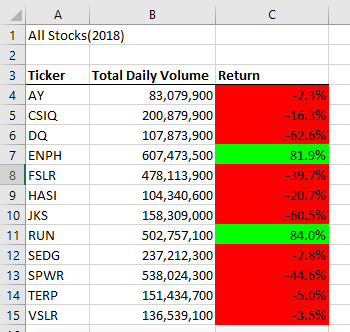 A B C
1 All Stocks(2018)
2
3 Ticker Total Daily Volume Return
4 AY 83,079,900 -7.3%
5 CSIQ 200,879,900 -16.3%
6 DQ 107,873,900 -62.6%
7 ENPH 607,473,500 81.9%
8 FSLR 478,113,900 -39.7%
9 HASI 104,340,600 -20.7%
10 JKS 158,309,000 -60.5%
11 RUN 502,757,100 84.0%
12 SEDG 237,212,300 -7.8%
13 SPWR 538,024,300 -44.6%
14 TERP 151,434,700 -5.0%
15 VSLR 136,539,100 -3.5%